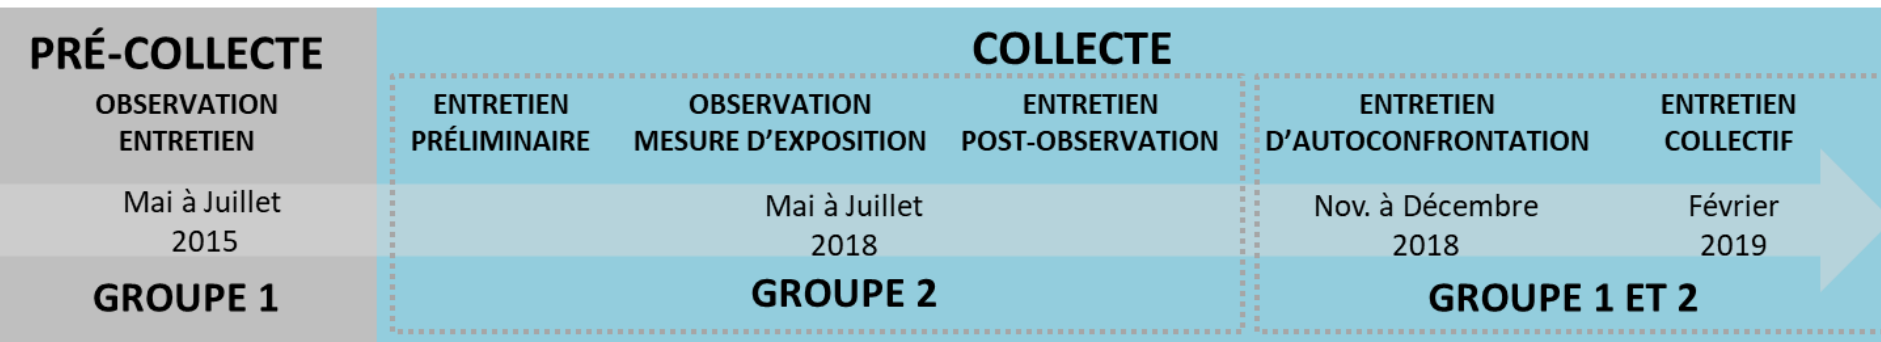 PRÉ-COLLECTE
OBSERVATION
ENTRETIEN
Mai à Juillet
2015
GROUPE 1
COLLECTE
ENTRETIEN
PRÉLIMINAIRE
OBSERVATION
MESURE D'EXPOSITION
ENTRETIEN
POST-OBSERVATION
Mai à Juillet
2018
GROUPE 2
ENTRETIEN
D'AUTOCONFRONTATION
Nov. à Décembre
2018
ENTRETIEN
COLLECTIF
Février
2019
GROUPE 1 ET 2